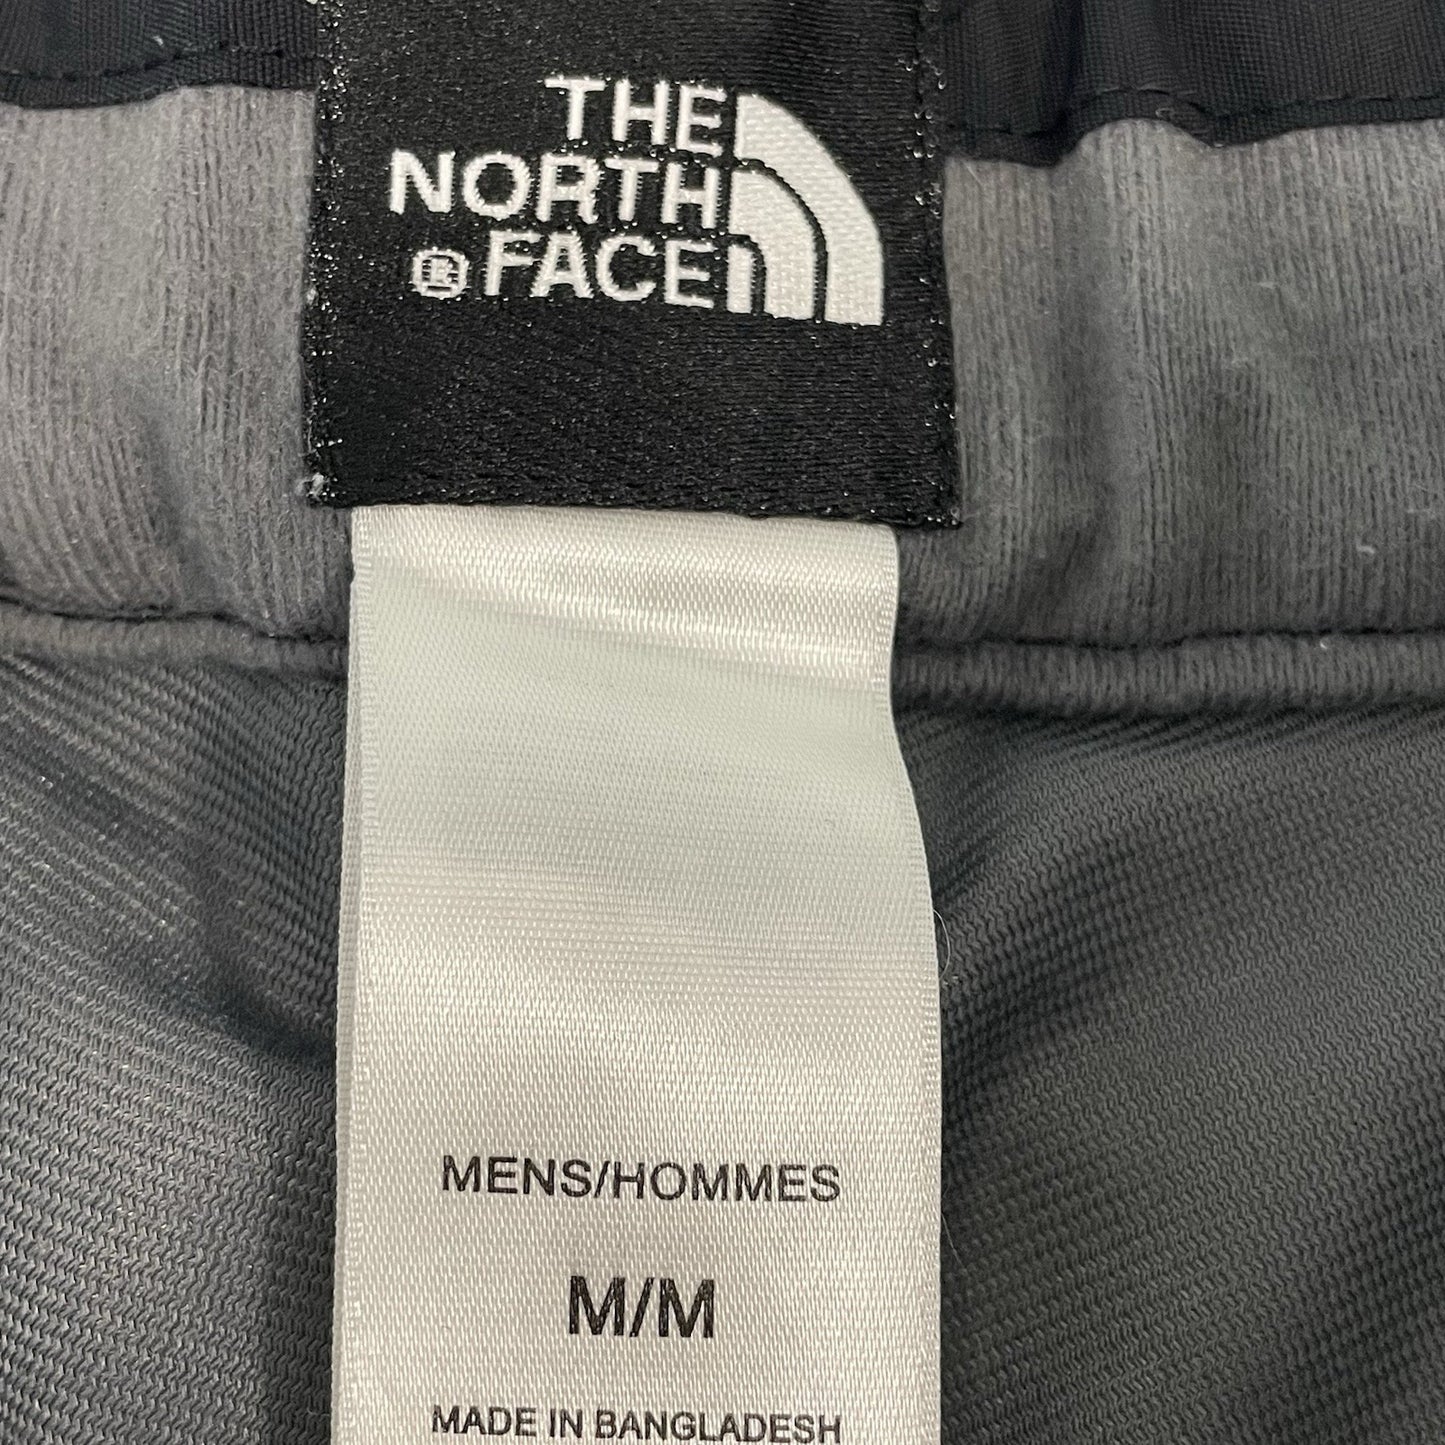 THE
NORTH
® FACE
MENS/HOMMES
M/M
MADE IN BANGLADESH